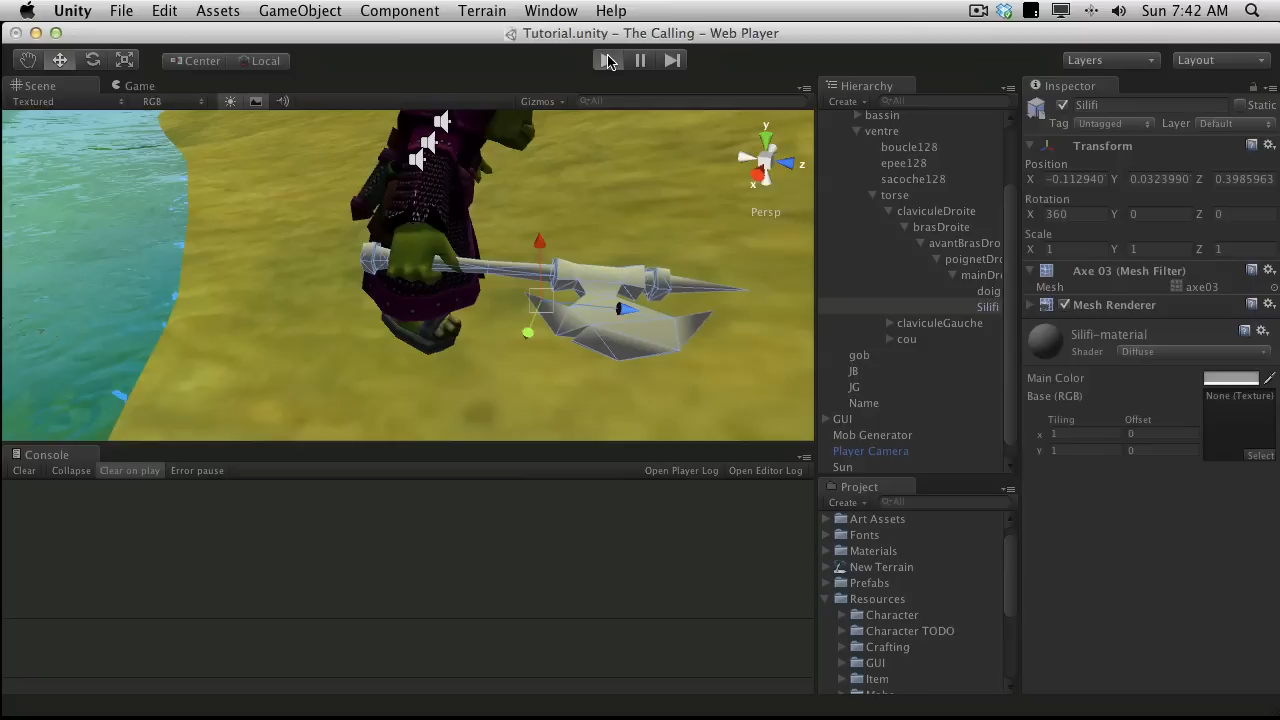 Unity File Edit Assets GameObject Component Terrain Window Help Sun 7:42 AM
Tutorial.unity – The Calling – Web Player
Center Local Layers Layout
Scene Game
Textured RGB Gizmos All
y
z
x
Persp
Hierarchy
Create All
bassin
ventre
boucle128
epee128
sacoche128
torse
claviculeDroite
brasDroite
avantBrasDro
poignetDro
mainDro
doig
Silifi
claviculeGauche
cou
gob
JB
JG
Name
GUI
Mob Generator
Player Camera
Sun
Inspector
Silifi Static
Tag Untagged Layer Default
Transform
Position
X −0.112940 Y 0.0323990 Z 0.3985963
Rotation
X 360 Y 0 Z 0
Scale
X 1 Y 1 Z 1
Axe 03 (Mesh Filter)
Mesh axe03
Mesh Renderer
Silifi-material
Shader Diffuse
Main Color
Base (RGB) None (Texture)
Tiling Offset
x 1 0
y 1 0
Select
Console
Clear Collapse Clear on play Error pause Open Player Log Open Editor Log
Project
Create All
Art Assets
Fonts
Materials
New Terrain
Prefabs
Resources
Character
Character TODO
Crafting
GUI
Item